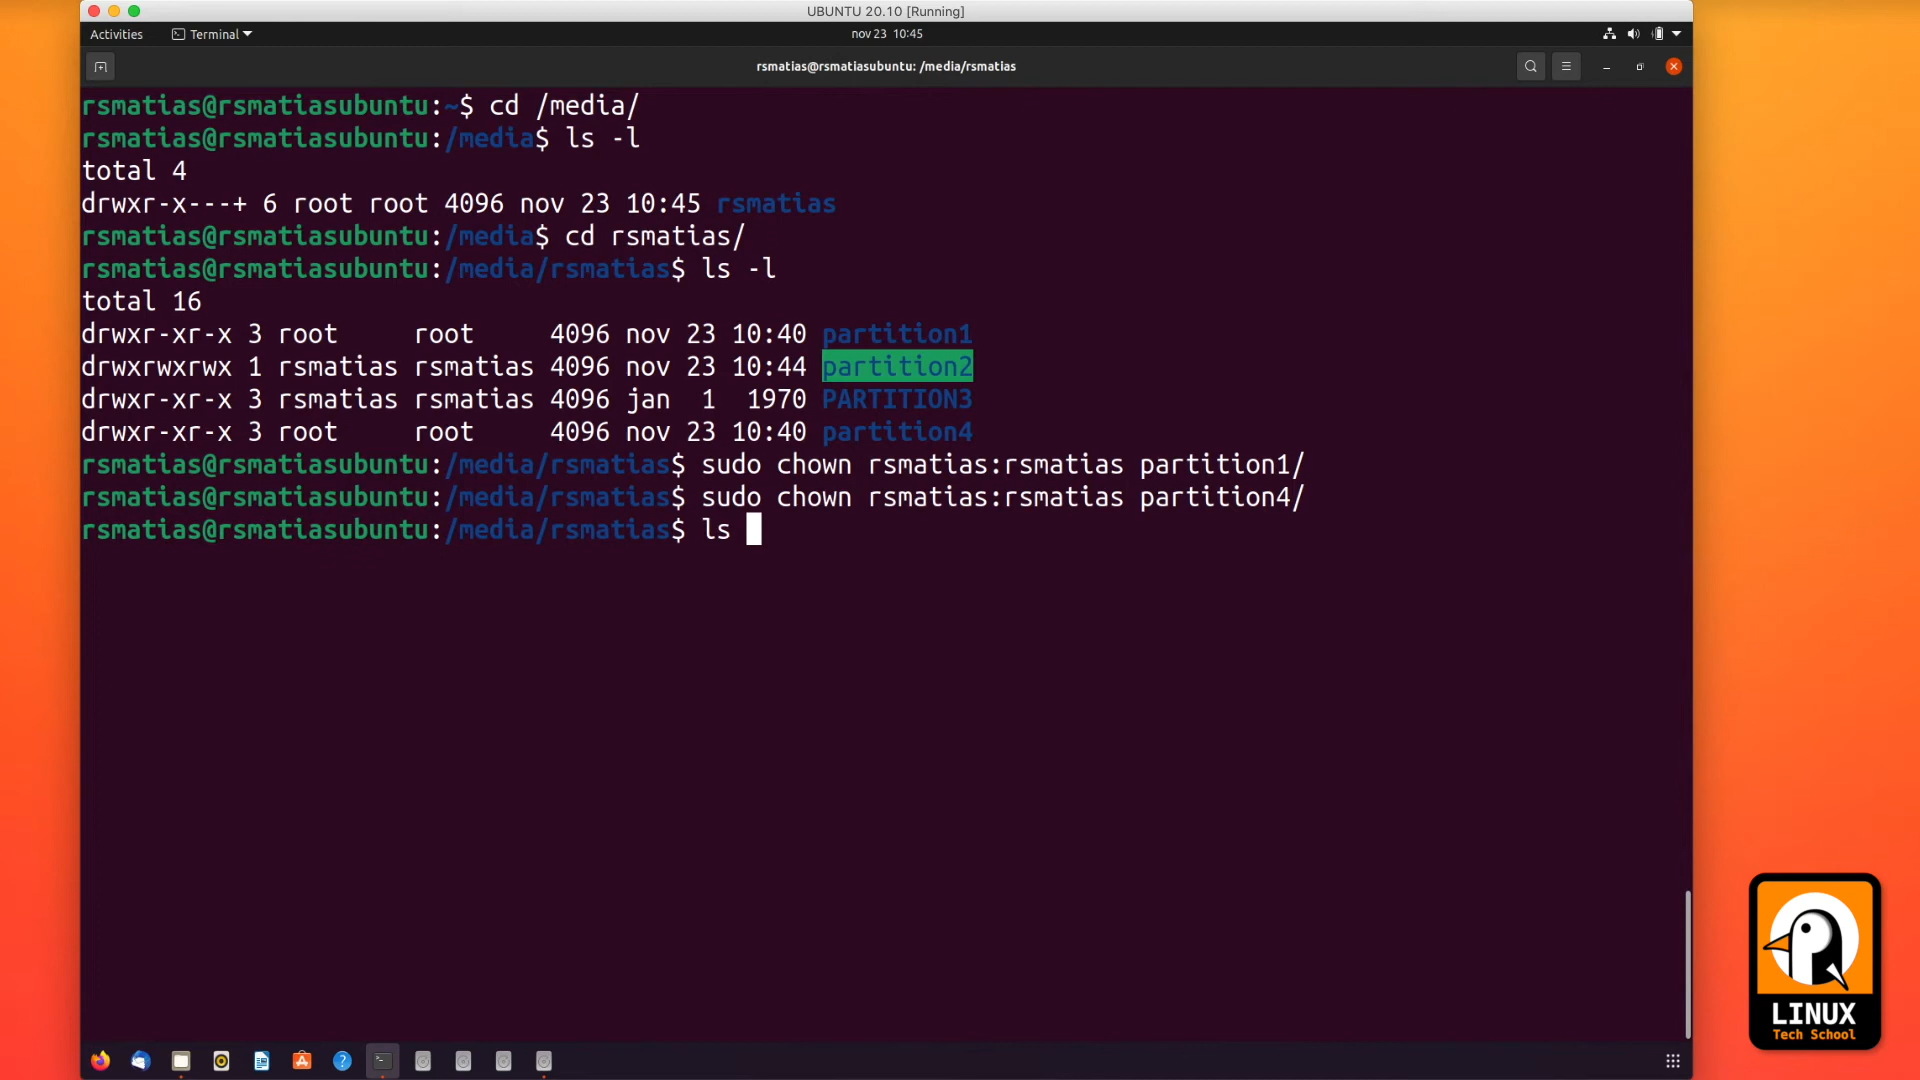 UBUNTU 20.10 [Running]
Activities Terminal nov 23 10:45
rsmatias@rsmatiasubuntu: /media/rsmatias
rsmatias@rsmatiasubuntu:~$ cd /media/
rsmatias@rsmatiasubuntu:/media$ ls -l
total 4
drwxr-x---+ 6 root root 4096 nov 23 10:45 rsmatias
rsmatias@rsmatiasubuntu:/media$ cd rsmatias/
rsmatias@rsmatiasubuntu:/media/rsmatias$ ls -l
total 16
drwxr-xr-x 3 root     root     4096 nov 23 10:40 partition1
drwxrwxrwx 1 rsmatias rsmatias 4096 nov 23 10:44 partition2
drwxr-xr-x 3 rsmatias rsmatias 4096 jan  1  1970 PARTITION3
drwxr-xr-x 3 root     root     4096 nov 23 10:40 partition4
rsmatias@rsmatiasubuntu:/media/rsmatias$ sudo chown rsmatias:rsmatias partition1/
rsmatias@rsmatiasubuntu:/media/rsmatias$ sudo chown rsmatias:rsmatias partition4/
rsmatias@rsmatiasubuntu:/media/rsmatias$ ls
LINUX
Tech School